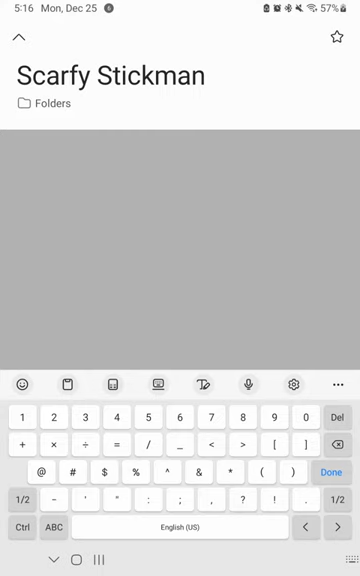 5:16 Mon, Dec 25 57%
Scarfy Stickman
Folders
1 2 3 4 5 6 7 8 9 0 Del
+ × ÷ = / _ < > [ ]
@ # $ % ^ & * ( ) Done
1/2 - ' " : ; , ? ! . 1/2
Ctrl ABC English (US) < >